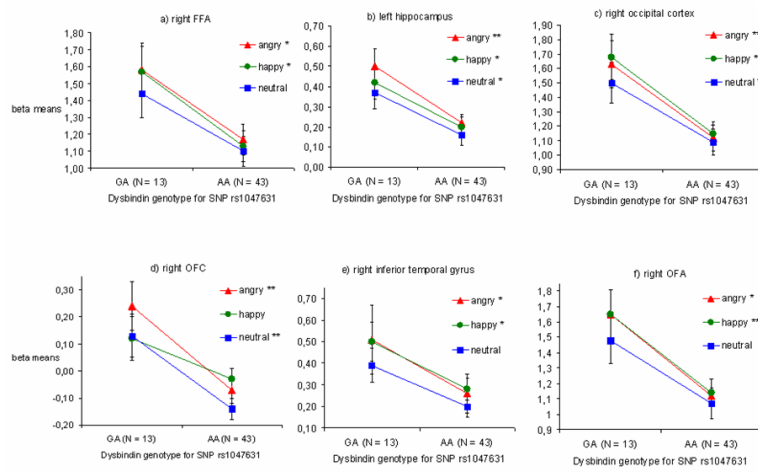 a) right FFA
1,80
1,70
1,60
1,50
1,40
1,30
1,20
1,10
1,00
beta means
angry *
happy *
neutral
GA (N = 13) AA (N = 43)
Dysbindin genotype for SNP rs1047631
b) left hippocampus
0,70
0,60
0,50
0,40
0,30
0,20
0,10
0,00
angry **
happy *
neutral *
GA (N = 13) AA (N = 43)
Dysbindin genotype for SNP rs1047631
c) right occipital cortex
1,90
1,80
1,70
1,60
1,50
1,40
1,30
1,20
1,10
1,00
0,90
angry **
happy *
neutral
GA (N = 13) AA (N = 43)
Dysbindin genotype for SNP rs1047631
d) right OFC
0,30
0,20
0,10
0,00
-0,10
-0,20
beta means
angry **
happy
neutral **
GA (N = 13) AA (N = 43)
Dysbindin genotype for SNP rs1047631
e) right inferior temporal gyrus
0,70
0,60
0,50
0,40
0,30
0,20
0,10
angry *
happy *
neutral
GA (N = 13) AA (N = 43)
Dysbindin genotype for SNP rs1047631
f) right OFA
1,8
1,7
1,6
1,5
1,4
1,3
1,2
1,1
1
0,9
angry *
happy **
neutral
GA (N = 13) AA (N = 43)
Dysbindin genotype for SNP rs1047631